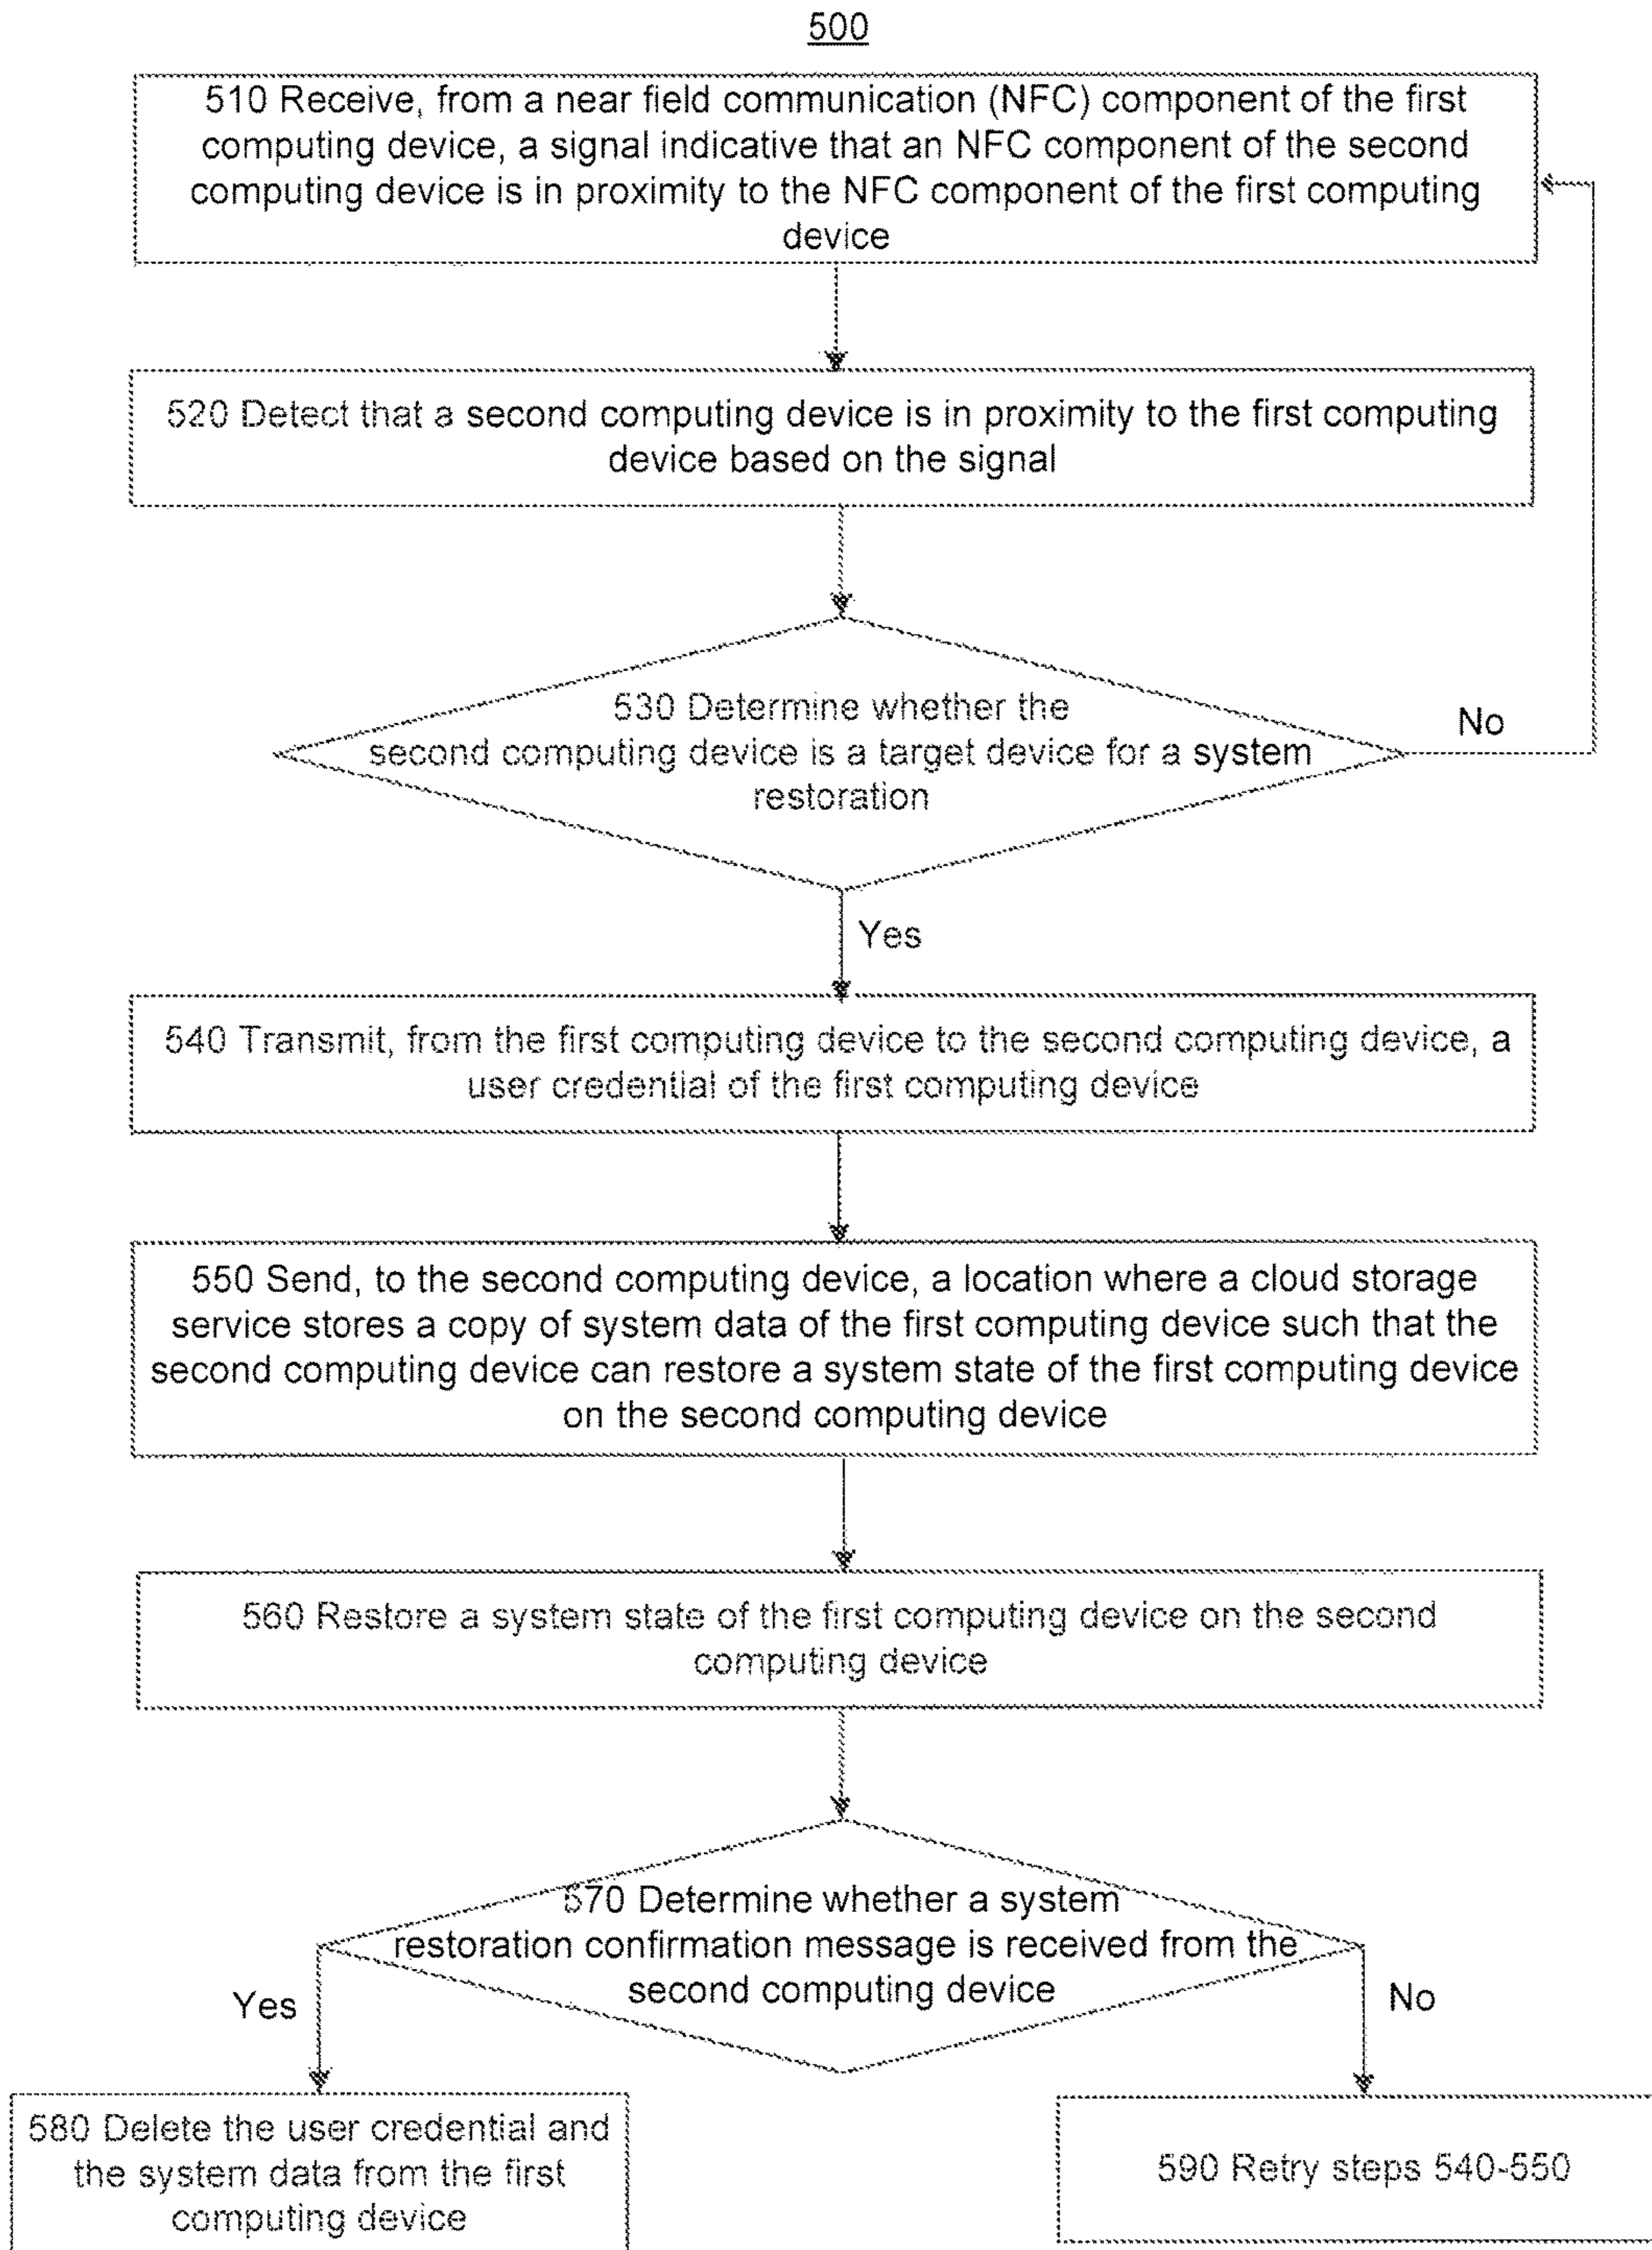 500
510 Receive, from a near field communication (NFC) component of the first
computing device, a signal indicative that an NFC component of the second
computing device is in proximity to the NFC component of the first computing
device
520 Detect that a second computing device is in proximity to the first computing
device based on the signal
530 Determine whether the
second computing device is a target device for a system
restoration
No
Yes
540 Transmit, from the first computing device to the second computing device, a
user credential of the first computing device
550 Send, to the second computing device, a location where a cloud storage
service stores a copy of system data of the first computing device such that the
second computing device can restore a system state of the first computing device
on the second computing device
560 Restore a system state of the first computing device on the second
computing device
570 Determine whether a system
restoration confirmation message is received from the
second computing device
Yes
No
580 Delete the user credential and
the system data from the first
computing device
590 Retry steps 540-550